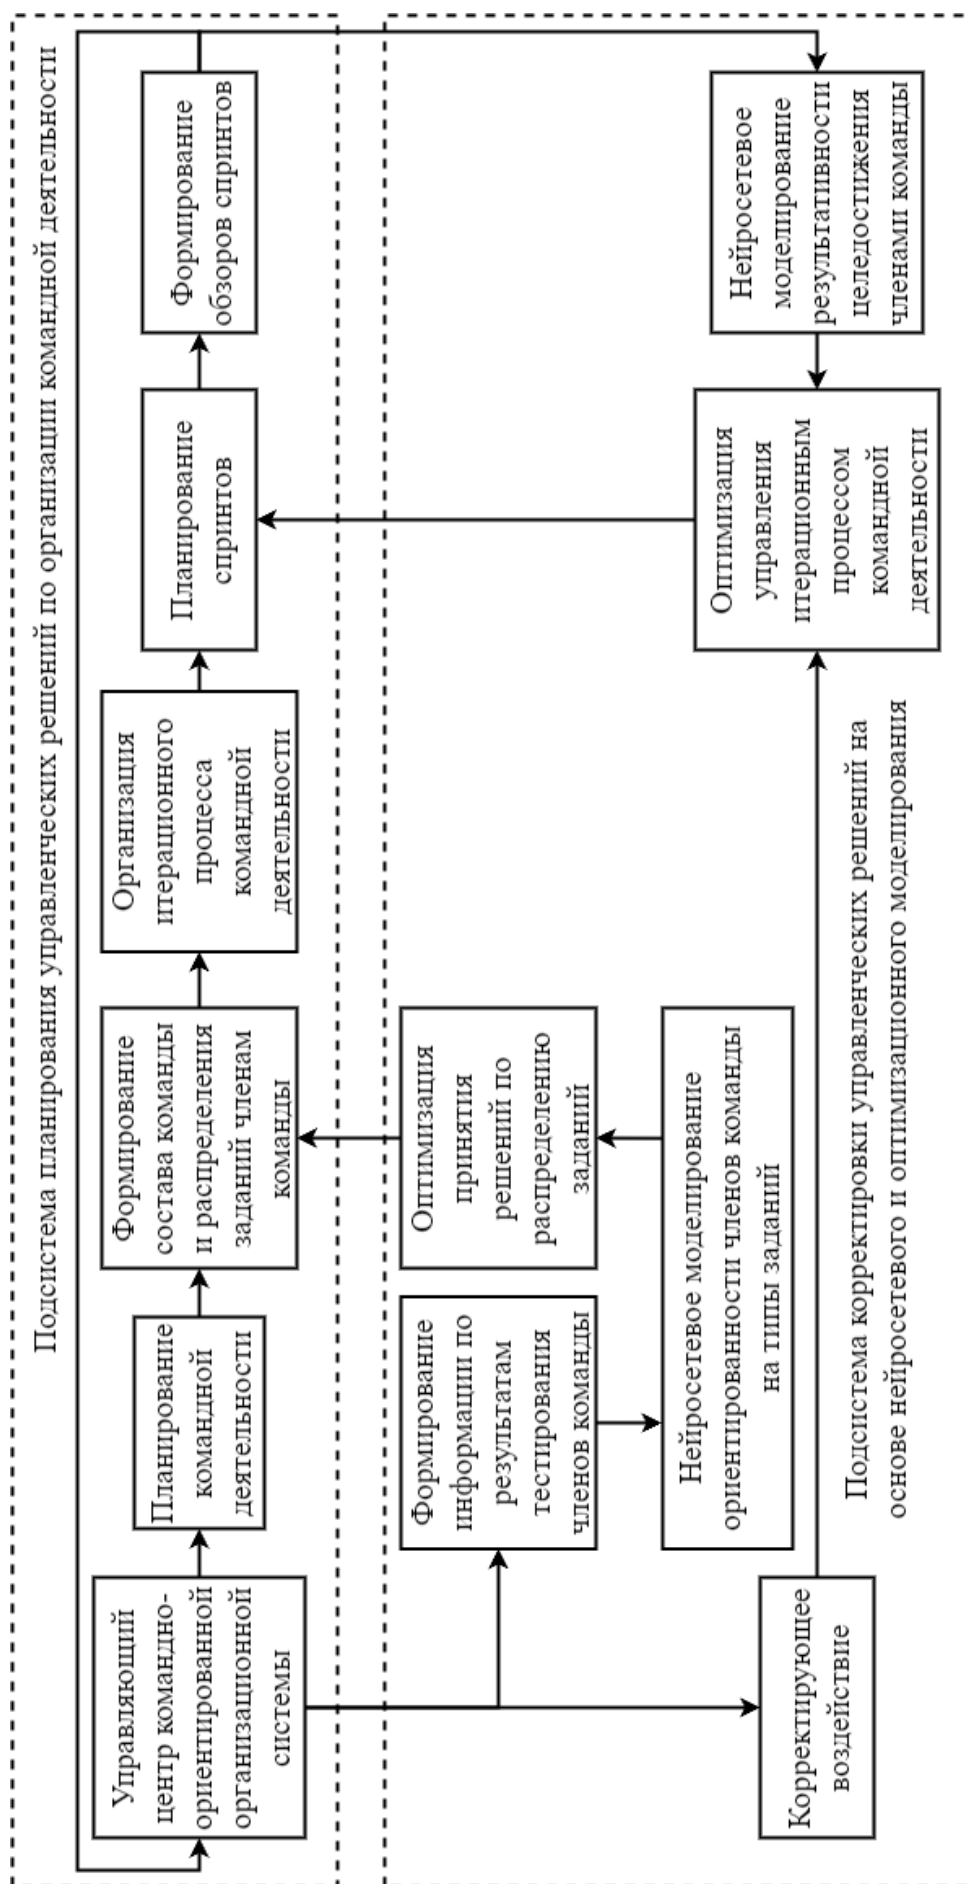 Подсистема планирования управленческих решений по организации командной деятельности
Управляющий
центр командно-
ориентированной
организационной
системы
Планирование
командной
деятельности
Формирование
состава команды
и распределения
заданий членам
команды
Организация
итерационного
процесса
командной
деятельности
Планирование
спринтов
Формирование
обзоров спринтов
Формирование
информации по
результатам
тестирования
членов команды
Оптимизация
принятия
решений по
распределению
заданий
Нейросетевое моделирование
ориентированности членов команды
на типы заданий
Корректирующее
воздействие
Оптимизация
управления
итерационным
процессом
командной
деятельности
Нейросетевое
моделирование
результативности
целедостижения
членами команды
Подсистема корректировки управленческих решений на
основе нейросетевого и оптимизационного моделирования